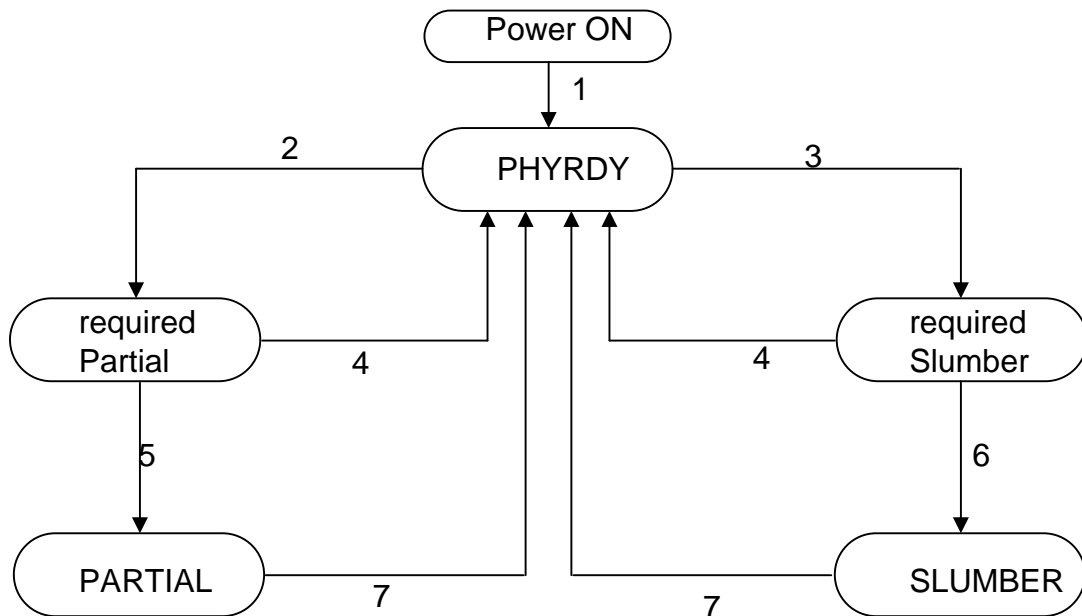 Power ON
1
2
PHYRDY
3
required
Partial
4
required
Slumber
4
5
6
PARTIAL
7
SLUMBER
7